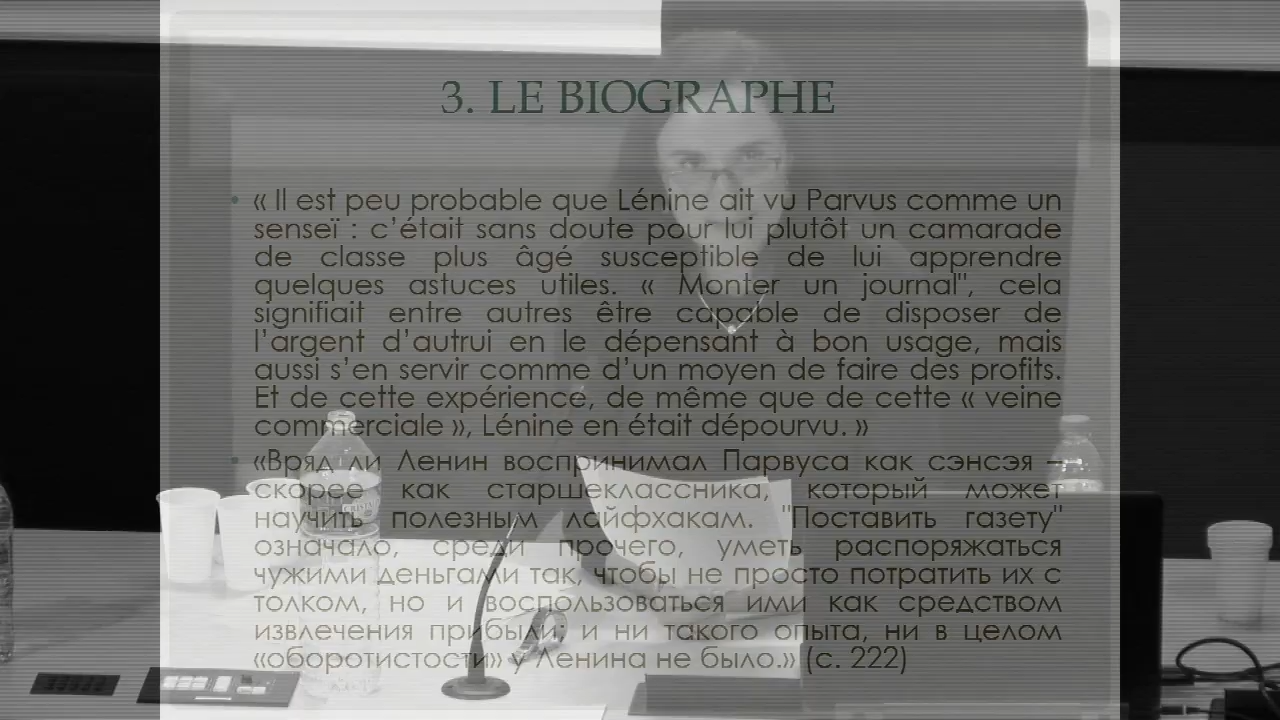 3. LE BIOGRAPHE
• « Il est peu probable que Lénine ait vu Parvus comme un
senseï : c’était sans doute pour lui plutôt un camarade
de classe plus âgé susceptible de lui apprendre
quelques astuces utiles. « Monter un journal", cela
signifiait entre autres être capable de disposer de
l’argent d’autrui en le dépensant à bon usage, mais
aussi s’en servir comme d’un moyen de faire des profits.
Et de cette expérience, de même que de cette « veine
commerciale », Lénine en était dépourvu. »
• «Вряд ли Ленин воспринимал Парвуса как сэнсэя –
скорее как старшеклассника, который может
научить полезным лайфхакам. "Поставить газету"
означало, среди прочего, уметь распоряжаться
чужими деньгами так, чтобы не просто потратить их с
толком, но и воспользоваться ими как средством
извлечения прибыли; и ни такого опыта, ни в целом
«оборотистости» у Ленина не было.» (с. 222)
CRISTAL